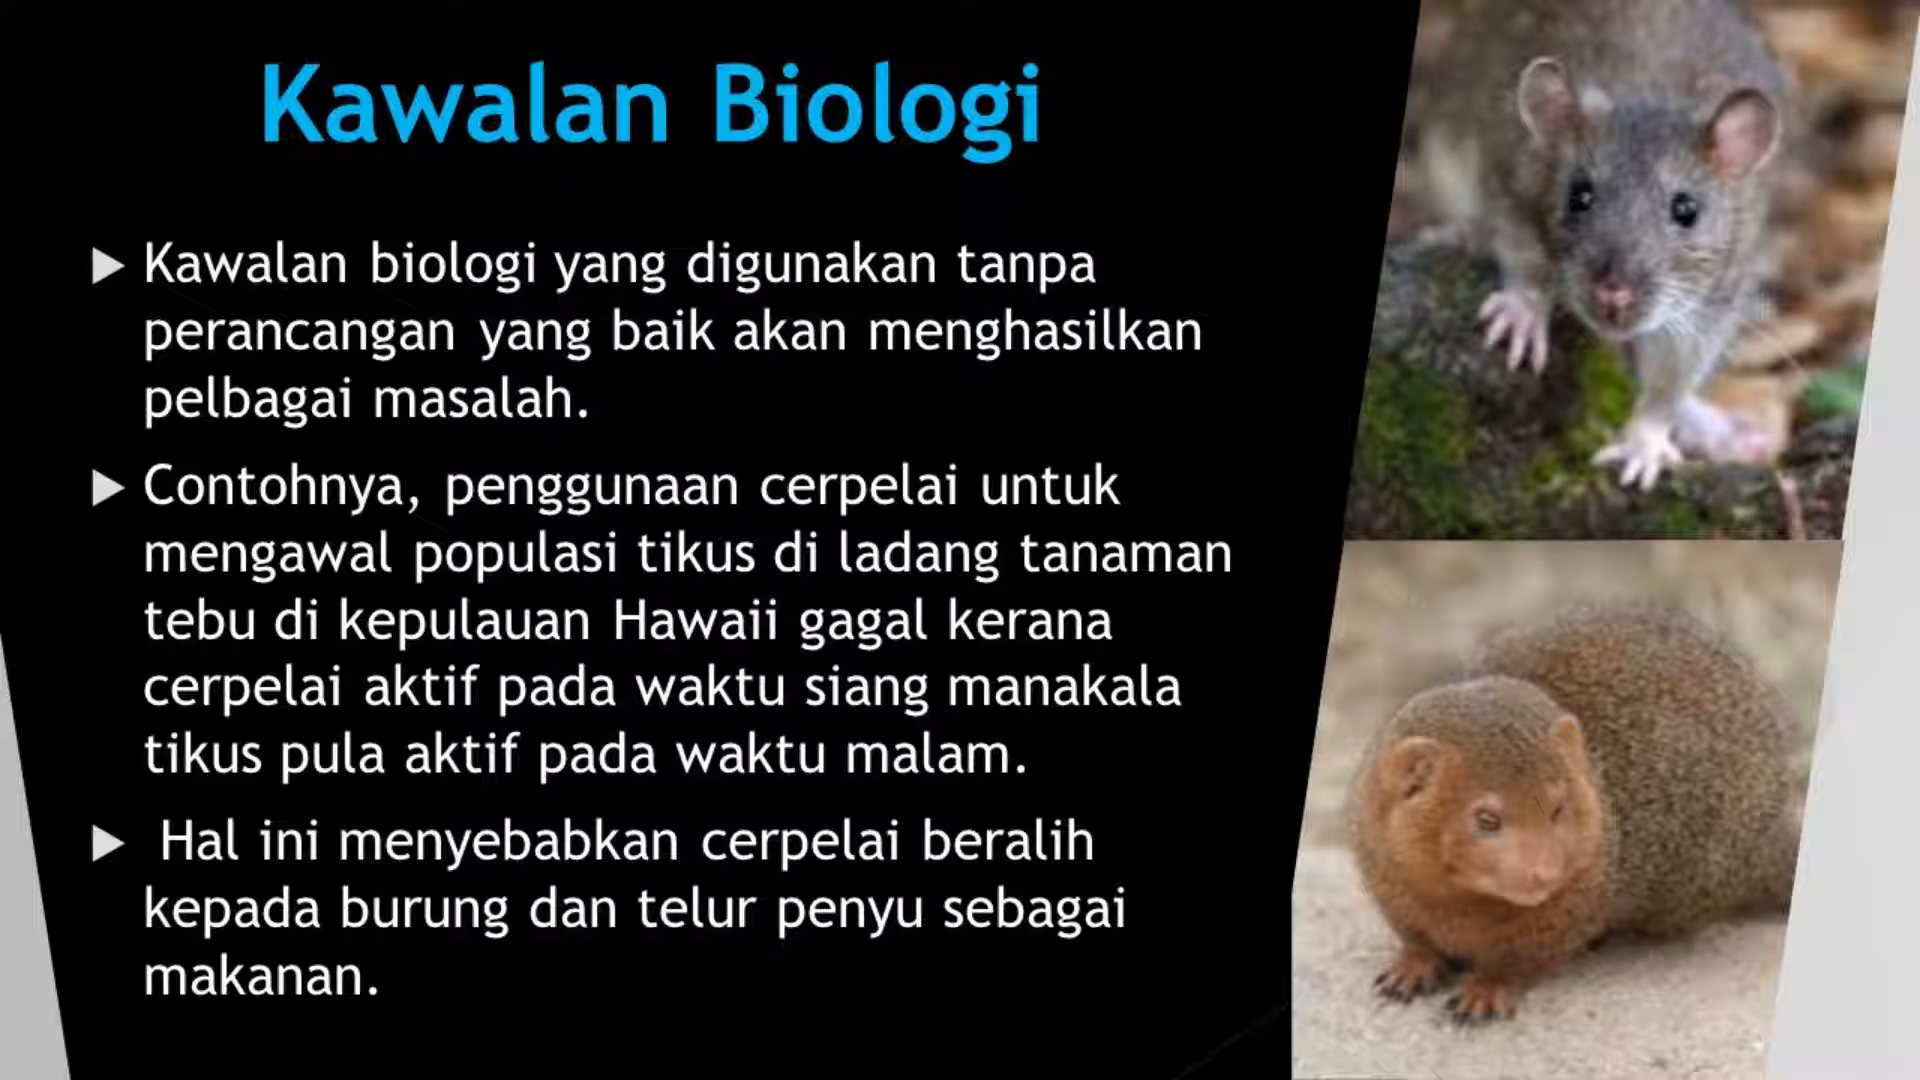 Kawalan Biologi
Kawalan biologi yang digunakan tanpa
perancangan yang baik akan menghasilkan
pelbagai masalah.
Contohnya, penggunaan cerpelai untuk
mengawal populasi tikus di ladang tanaman
tebu di kepulauan Hawaii gagal kerana
cerpelai aktif pada waktu siang manakala
tikus pula aktif pada waktu malam.
Hal ini menyebabkan cerpelai beralih
kepada burung dan telur penyu sebagai
makanan.